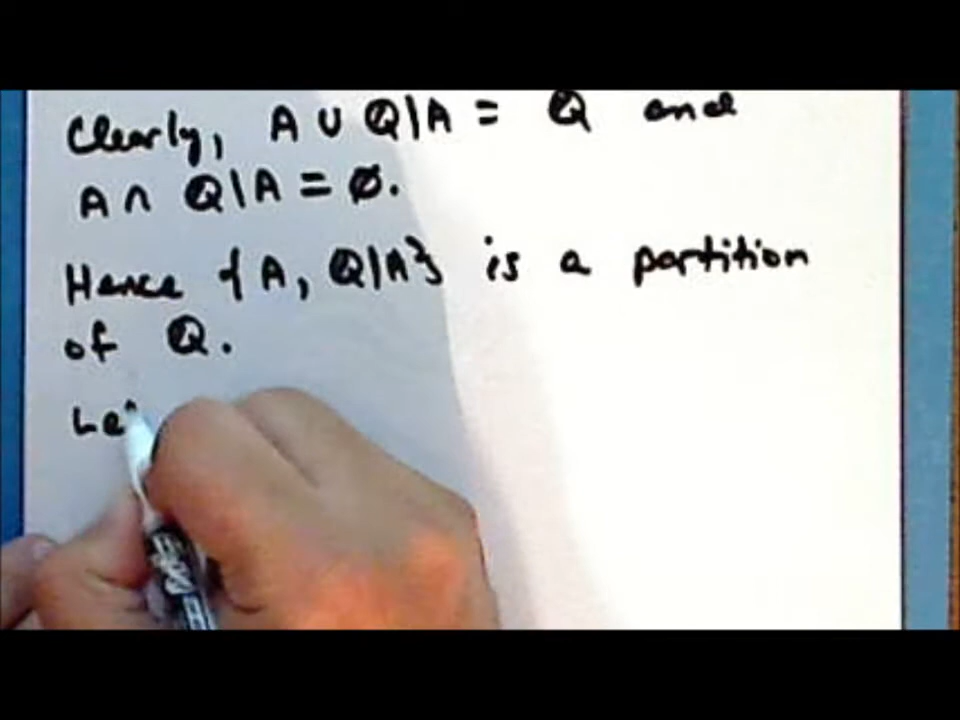 Clearly, A ∪ ℚ\A = ℚ and
A ∩ ℚ\A = ∅.
Hence {A, ℚ\A} is a partition
of ℚ.